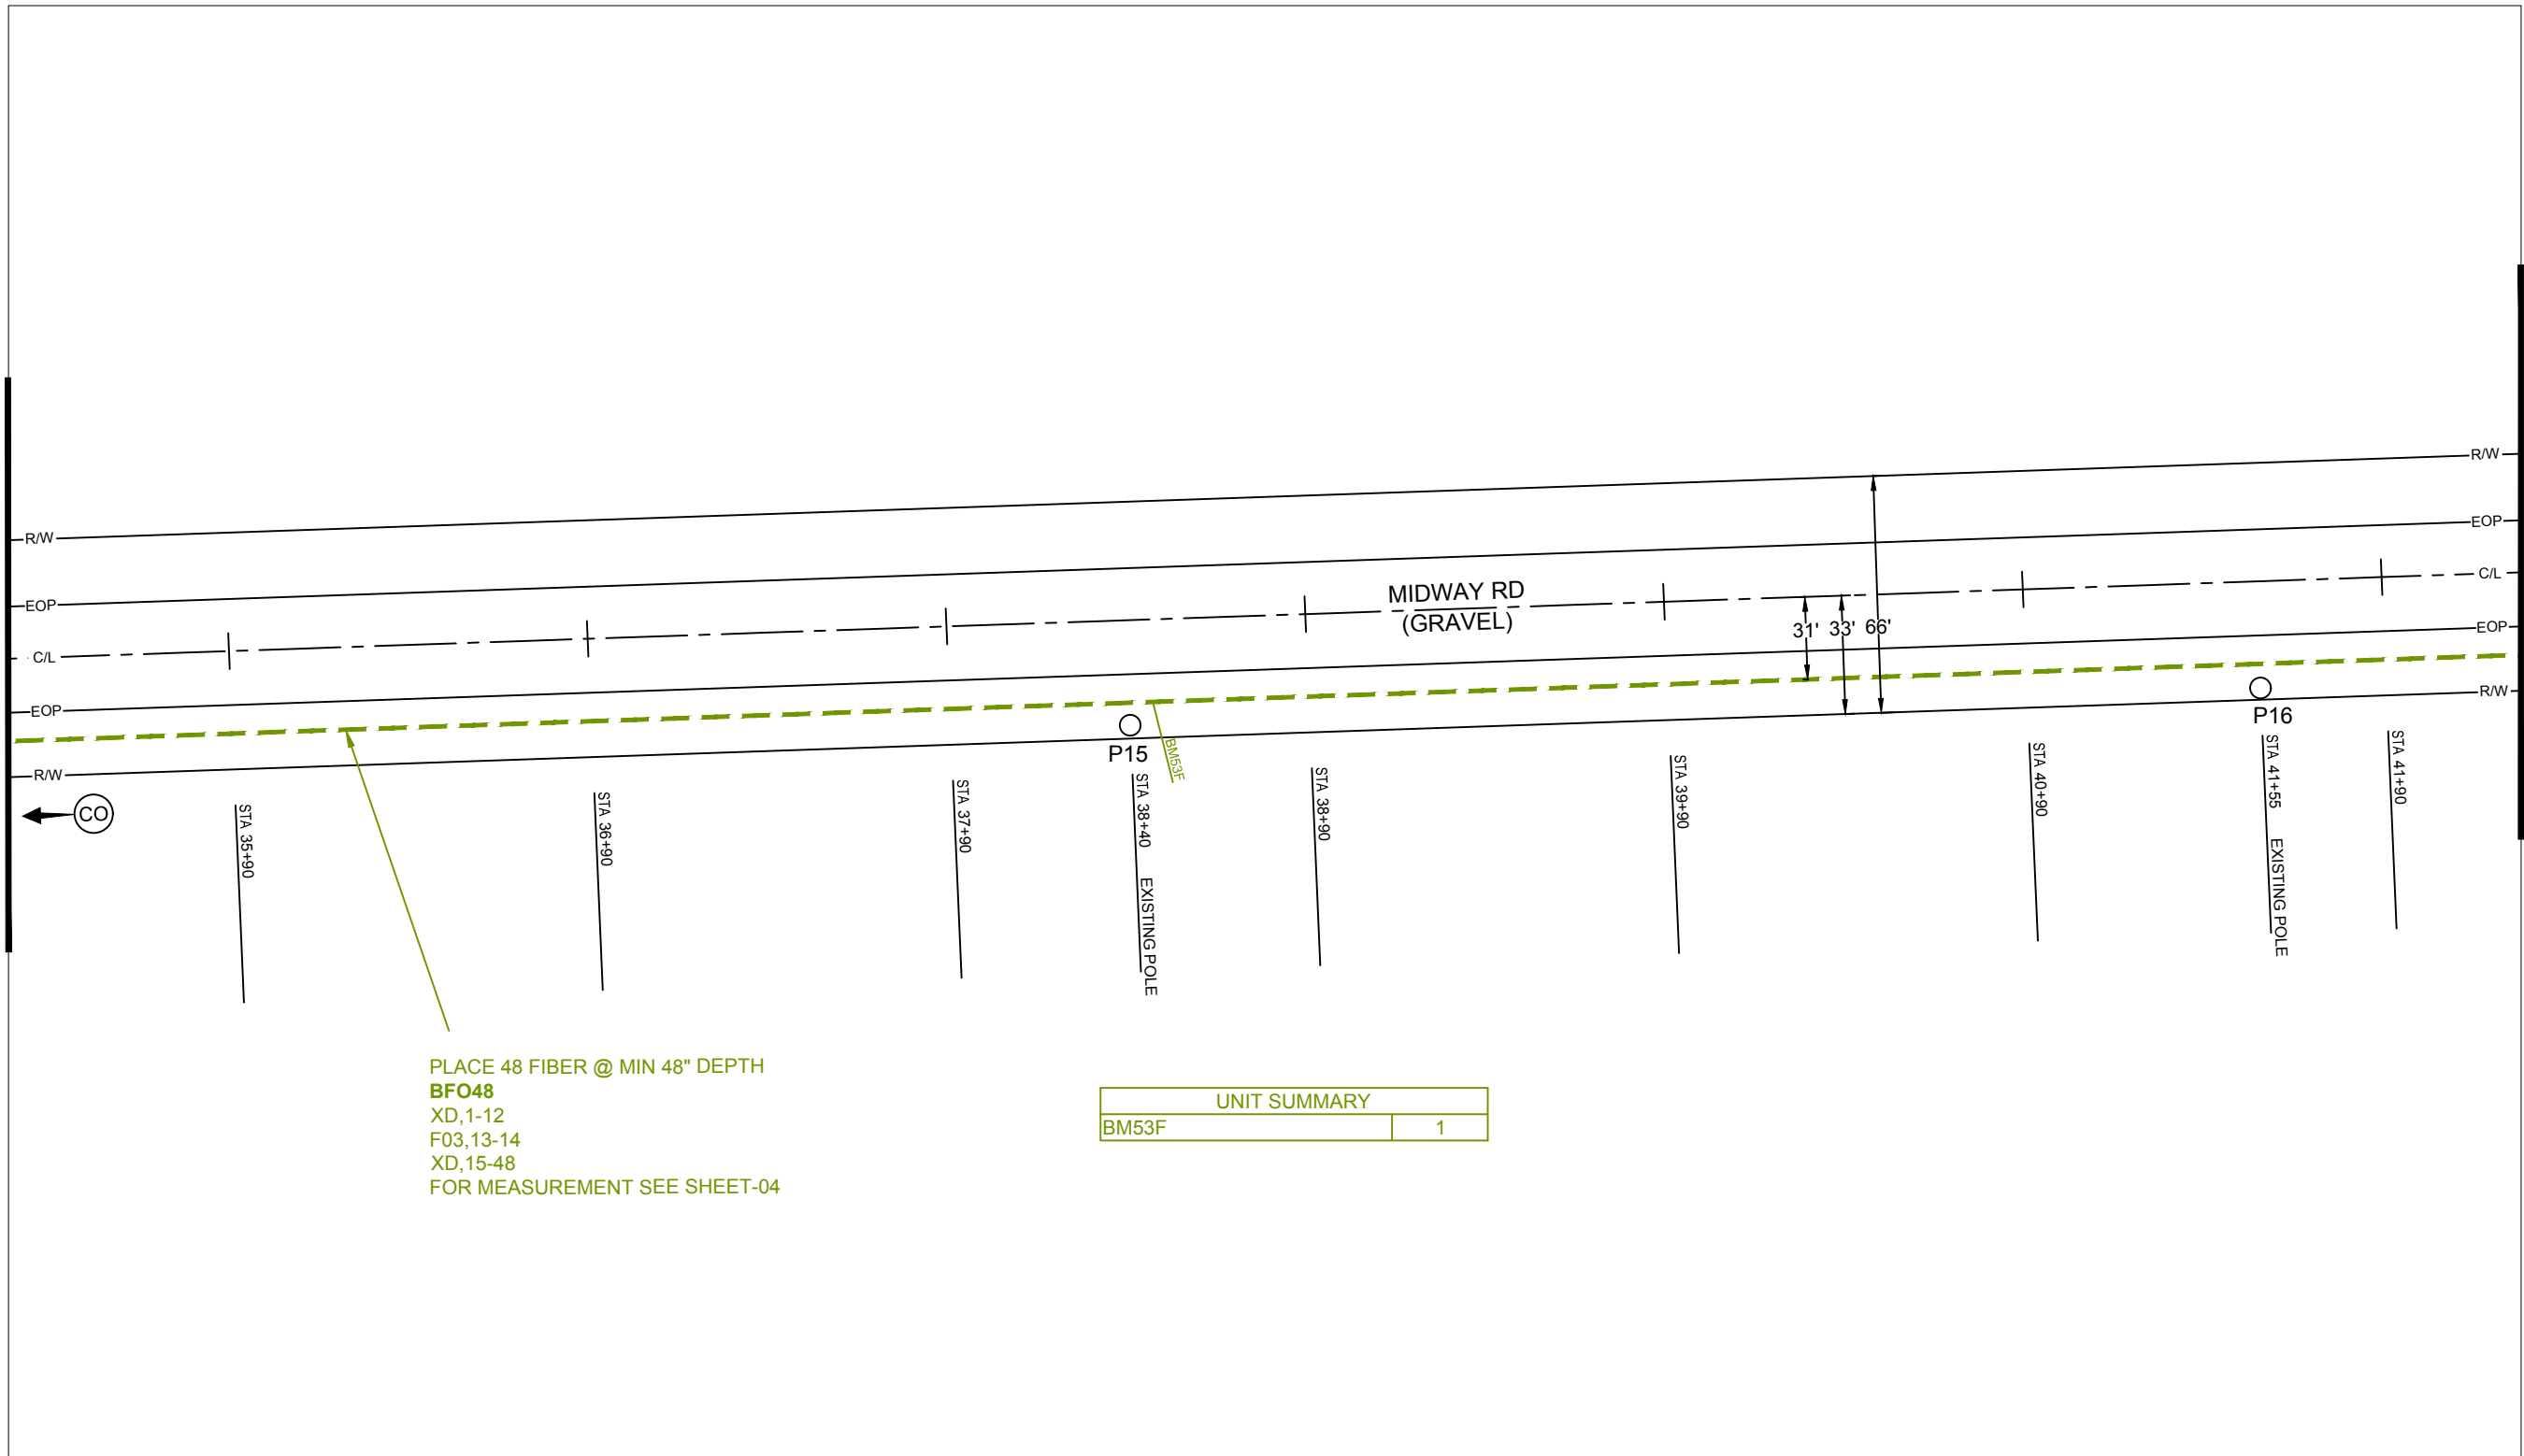 R/W
R/W
EOP
EOP
C/L
C/L
MIDWAY RD
(GRAVEL)
31' 33' 66'
EOP
EOP
R/W
R/W
P15
P16
BM53F
CO
STA 35+90
STA 36+90
STA 37+90
STA 38+40 EXISTING POLE
STA 38+90
STA 39+90
STA 40+90
STA 41+55 EXISTING POLE
STA 41+90
PLACE 48 FIBER @ MIN 48" DEPTH
BFO48
XD,1-12
F03,13-14
XD,15-48
FOR MEASUREMENT SEE SHEET-04
UNIT SUMMARY
BM53F 1